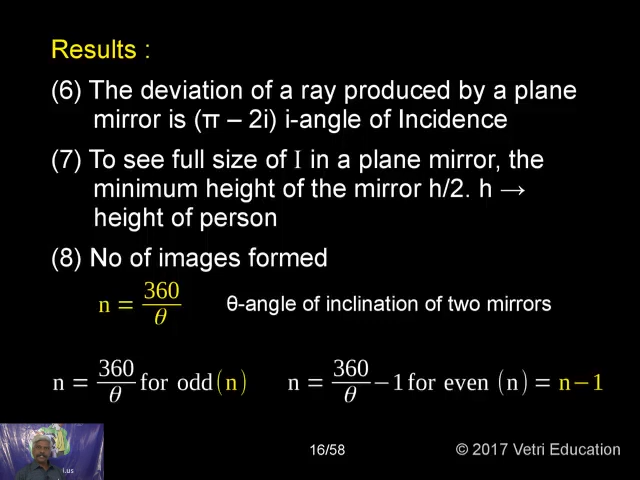 Results :
(6) The deviation of a ray produced by a plane
mirror is (π – 2i) i-angle of Incidence
(7) To see full size of I in a plane mirror, the
minimum height of the mirror h/2. h →
height of person
(8) No of images formed
n = 360/θ θ-angle of inclination of two mirrors
n = 360/θ for odd (n) n = 360/θ − 1 for even (n) = n − 1
16/58 © 2017 Vetri Education